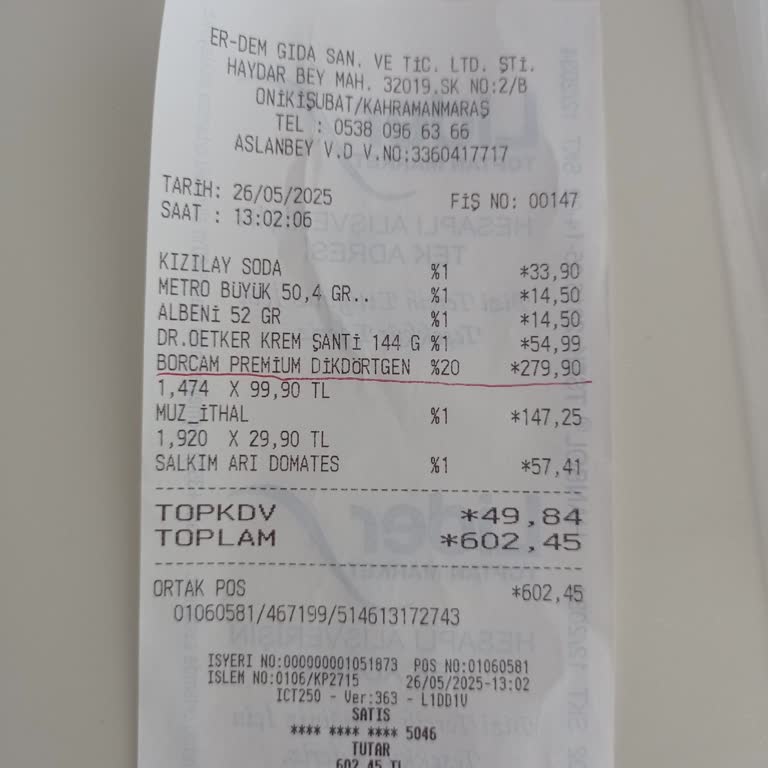 ER-DEM GIDA SAN. VE TİC. LTD. ŞTİ.
HAYDAR BEY MAH. 32019.SK NO:2/B
ONİKİŞUBAT/KAHRAMANMARAŞ
TEL : 0538 096 63 66
ASLANBEY V.D V.NO:3360417717
TARİH: 26/05/2025 FİŞ NO: 00147
SAAT : 13:02:06
KIZILAY SODA %1 *33,90
METRO BÜYÜK 50,4 GR.. %1 *14,50
ALBENİ 52 GR %1 *14,50
DR.OETKER KREM ŞANTİ 144 G %1 *54,99
BORCAM PREMİUM DİKDÖRTGEN %20 *279,90
1,474 X 99,90 TL
MUZ_İTHAL %1 *147,25
1,920 X 29,90 TL
SALKIM ARI DOMATES %1 *57,41
TOPKDV *49,84
TOPLAM *602,45
ORTAK POS *602,45
01060581/467199/514613172743
ISYERI NO:000000001051873 POS NO:01060581
ISLEM NO:0106/KP2715 26/05/2025-13:02
ICT250 - Ver:363 - L1DD1V
SATIS
**** **** **** 5046
TUTAR
602,45 TL